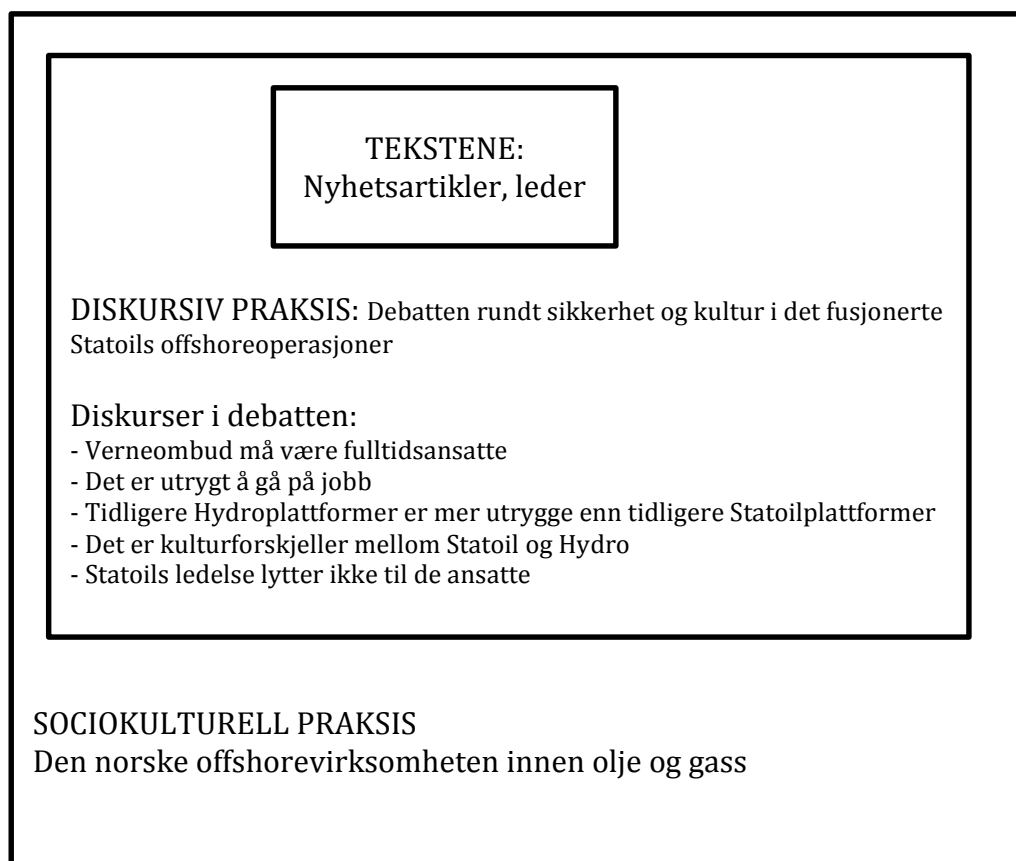 TEKSTENE:
Nyhetsartikler, leder
DISKURSIV PRAKSIS: Debatten rundt sikkerhet og kultur i det fusjonerte
Statoils offshoreoperasjoner
Diskurser i debatten:
- Verneombud må være fulltidsansatte
- Det er utrygt å gå på jobb
- Tidligere Hydroplattformer er mer utrygge enn tidligere Statoilplattformer
- Det er kulturforskjeller mellom Statoil og Hydro
- Statoils ledelse lytter ikke til de ansatte
SOCIOKULTURELL PRAKSIS
Den norske offshorevirksomheten innen olje og gass